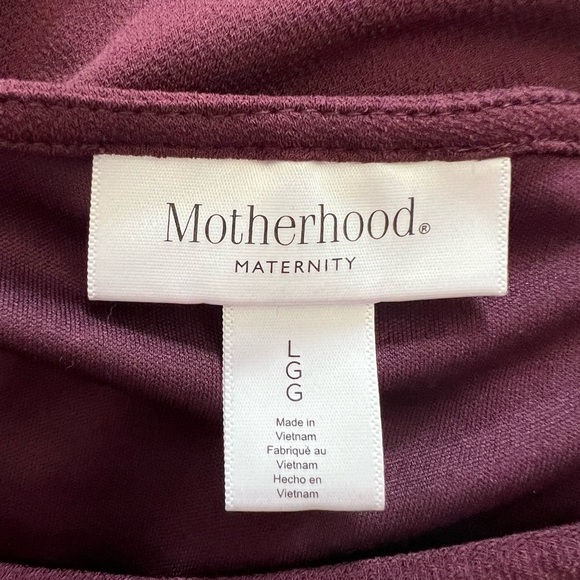 Motherhood®
MATERNITY
L
G
G
Made in
Vietnam
Fabriqué au
Vietnam
Hecho en
Vietnam